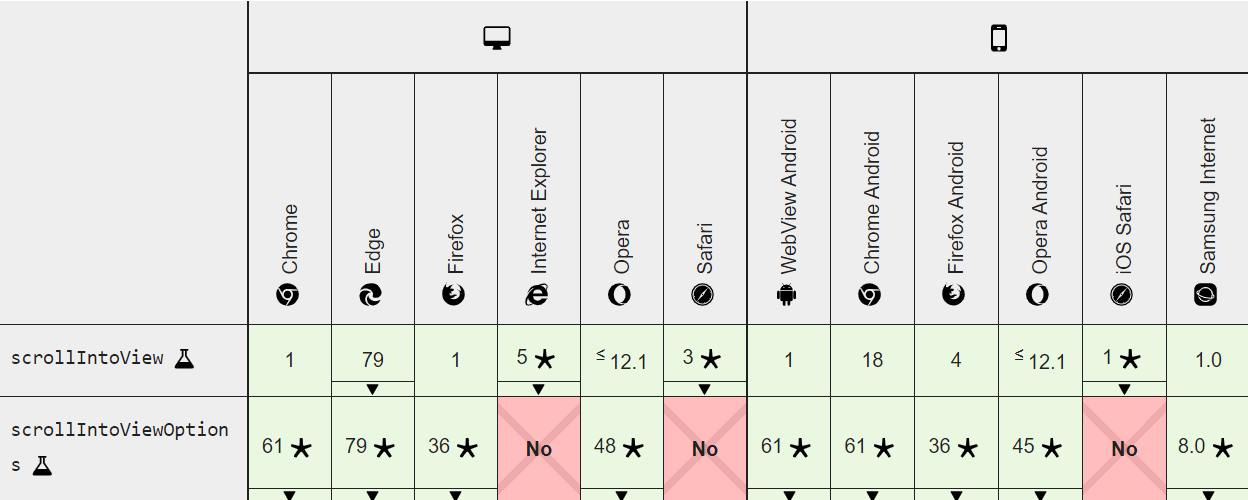 Chrome
Edge
Firefox
Internet Explorer
Opera
Safari
WebView Android
Chrome Android
Firefox Android
Opera Android
iOS Safari
Samsung Internet
scrollIntoView 1 79 1 5 ★ ≤12.1 3 ★ 1 18 4 ≤12.1 1 ★ 1.0
scrollIntoViewOption
s 61 ★ 79 ★ 36 ★ No 48 ★ No 61 ★ 61 ★ 36 ★ 45 ★ No 8.0 ★